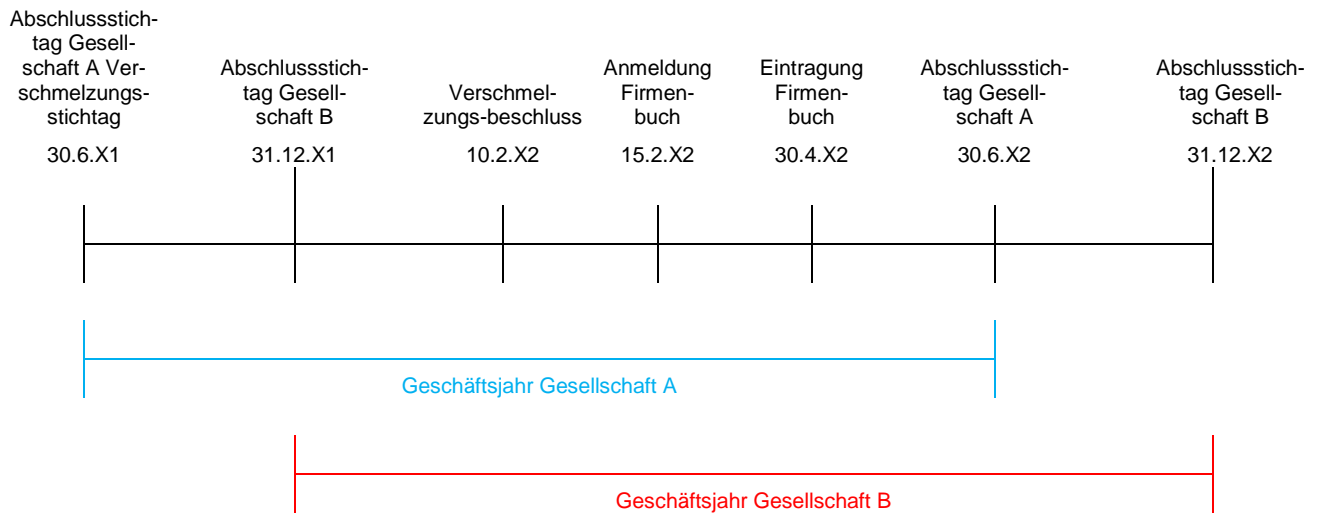 Abschlussstich-
tag Gesell-
schaft A Ver-
schmelzungs-
stichtag
30.6.X1
Abschlussstich-
tag Gesell-
schaft B
31.12.X1
Verschmel-
zungs-beschluss
10.2.X2
Anmeldung
Firmen-
buch
15.2.X2
Eintragung
Firmen-
buch
30.4.X2
Abschlussstich-
tag Gesell-
schaft A
30.6.X2
Abschlussstich-
tag Gesell-
schaft B
31.12.X2
Geschäftsjahr Gesellschaft A
Geschäftsjahr Gesellschaft B